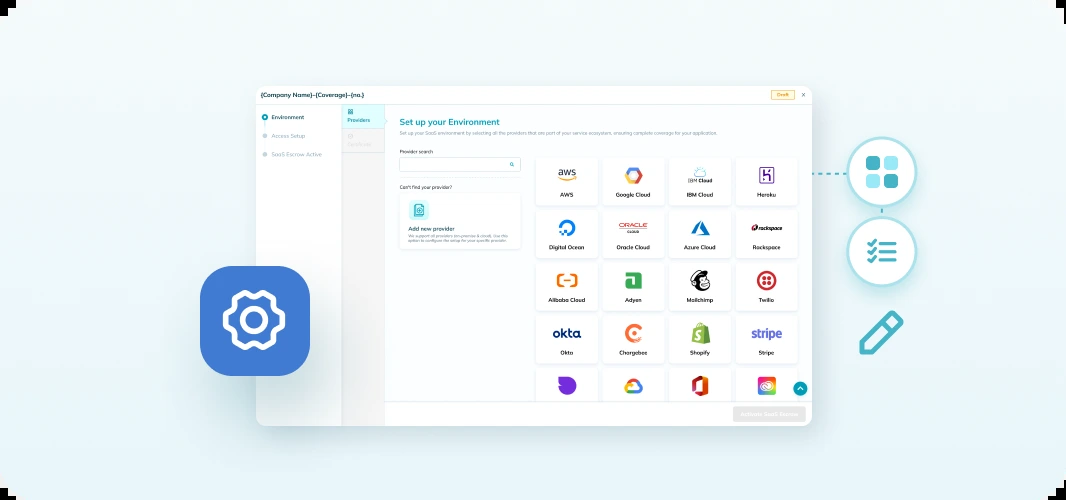 {Company Name}-{Coverage}-{no.}
Draft
Environment
Access Setup
SaaS Escrow Active
Providers
Set up your Environment
Set up your SaaS environment by selecting all the providers that are part of your service ecosystem, ensuring complete coverage for your application.
Provider search
Can't find your provider?
Add new provider
We support all providers (on-premise & cloud). Use this
option to configure the setup for your specific provider
aws
AWS
Google Cloud
IBM Cloud
IBM Cloud
Heroku
Digital Ocean
ORACLE
CLOUD
Oracle Cloud
Azure Cloud
rackspace
Rackspace
Alibaba Cloud
Adyen
Mailchimp
Twilio
okta
Okta
Chargebee
Shopify
stripe
Stripe